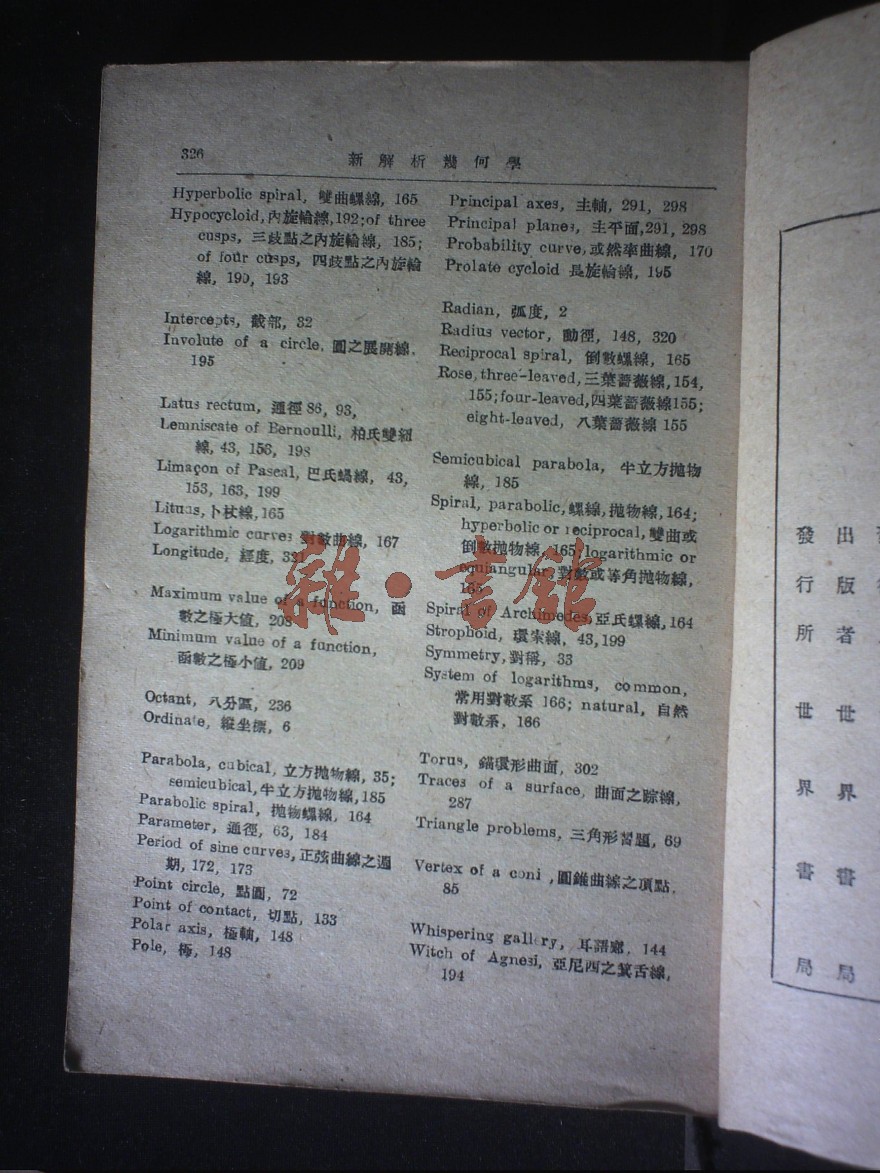 326
新解析幾何學
Hyperbolic spiral, 雙曲螺線, 165
Hypocycloid,內旋輪線,192;of three
cusps, 三歧點之內旋輪線, 185;
of four cusps, 四歧點之內旋輪
線, 190, 193
Intercepts, 截部, 32
Involute of a circle, 圓之展開線,
195
Latus rectum, 通徑 86, 93,
Lemniscate of Bernoulli, 柏氏雙紐
線, 43, 156, 198
Limaçon of Pascal, 巴氏蝸線, 43,
153, 163, 199
Lituus,卜杖線,165
Logarithmic curves 對數曲線, 167
Longitude, 經度, 321
Maximum value of a function, 函
數之極大值, 208
Minimum value of a function,
函數之極小值, 209
Octant, 八分區, 236
Ordinate, 縱坐標, 6
Parabola, cubical, 立方拋物線, 35;
semicubical,半立方拋物線,185
Parabolic spiral, 拋物螺線, 164
Parameter, 通徑, 63, 184
Period of sine curves,正弦曲線之週
期, 172, 173
Point circle, 點圓, 72
Point of contact, 切點, 133
Polar axis, 極軸, 148
Pole, 極, 148
Principal axes, 主軸, 291, 298
Principal planes, 主平面,291, 298
Probability curve,或然率曲線, 170
Prolate cycloid 長旋輪線, 195
Radian, 弧度, 2
Radius vector, 動徑, 148, 320
Reciprocal spiral, 倒數螺線, 165
Rose, three-leaved,三葉薔薇線,154,
155;four-leaved,四葉薔薇線155;
eight-leaved, 八葉薔薇線 155
Semicubical parabola, 半立方拋物
線, 185
Spiral, parabolic,螺線,拋物線,164;
hyperbolic or reciprocal,雙曲或
倒數拋物線, 165, logarithmic or
equiangular,對數或等角拋物線,
165
Spiral of Archimedes,亞氏螺線,164
Strophoid, 環索線, 43,199
Symmetry,對稱, 33
System of logarithms, common,
常用對數系 166; natural, 自然
對數系, 166
Torus, 錨環形曲面, 302
Traces of a surface, 曲面之踪線,
287
Triangle problems, 三角形習題, 69
Vertex of a coni ,圓錐曲線之頂點,
85
Whispering gallery, 耳語廊, 144
Witch of Agnesi, 亞尼西之箕舌線,
194
雜·書館
出版者世界書局
發行所世界書局